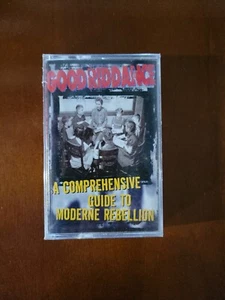 GOOD RIDDANCE
A COMPREHENSIVE
GUIDE TO
MODERNE REBELLION